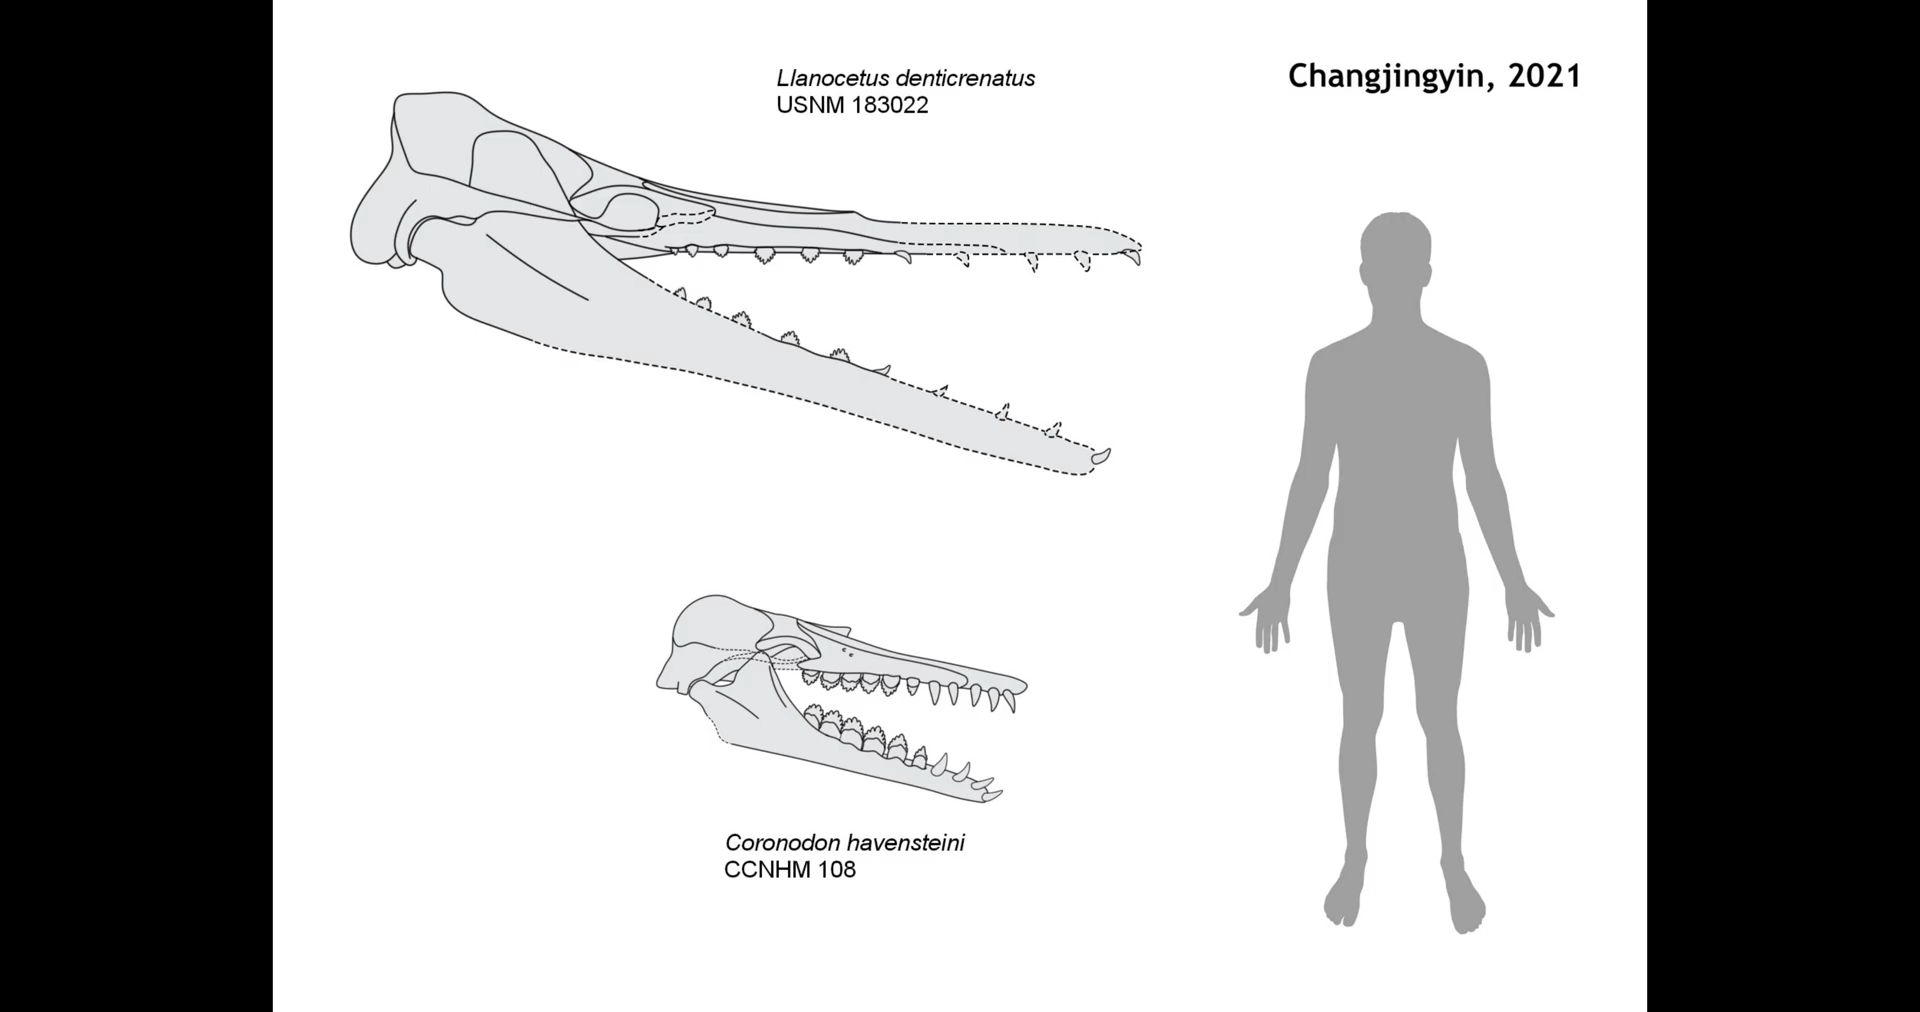 Llanocetus denticrenatus
USNM 183022
Changjingyin, 2021
Coronodon havensteini
CCNHM 108